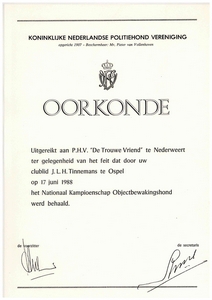 KONINKLIJKE NEDERLANDSE POLITIEHOND VERENIGING
opgericht 1907 - Beschermheer: Mr. Pieter van Vollenhoven
OORKONDE
Uitgereikt aan P.H.V. "De Trouwe Vriend" te Nederweert
ter gelegenheid van het feit dat door uw
clublid J.L.H. Tinnemans te Ospel
op 17 juni 1988
het Nationaal Kampioenschap Objectbewakingshond
werd behaald.
de voorzitter
de secretaris